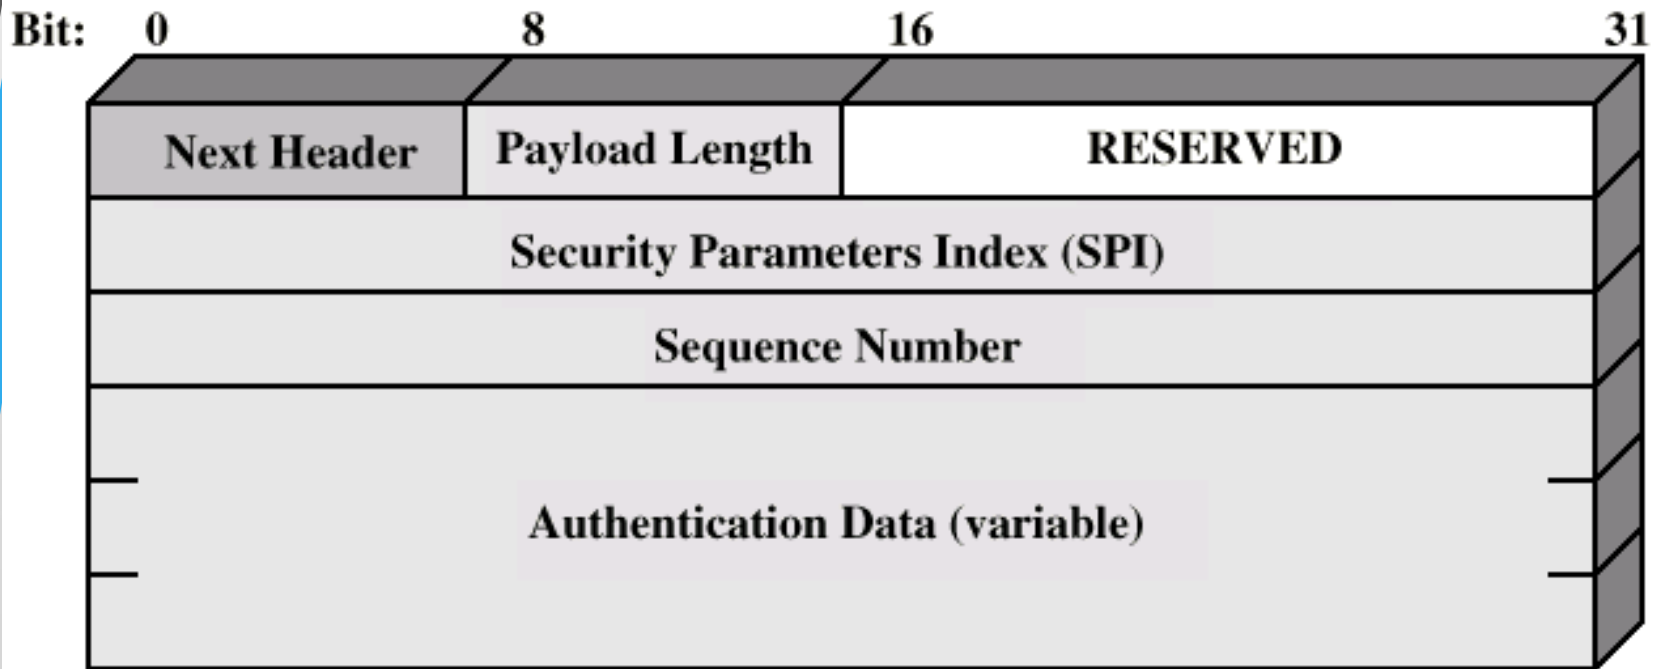 Bit: 0 8 16 31
Next Header Payload Length RESERVED
Security Parameters Index (SPI)
Sequence Number
Authentication Data (variable)